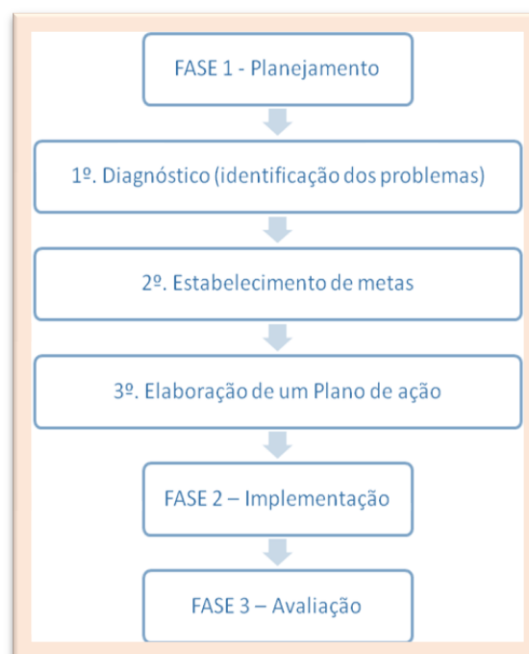 FASE 1 - Planejamento
1º. Diagnóstico (identificação dos problemas)
2º. Estabelecimento de metas
3º. Elaboração de um Plano de ação
FASE 2 – Implementação
FASE 3 – Avaliação